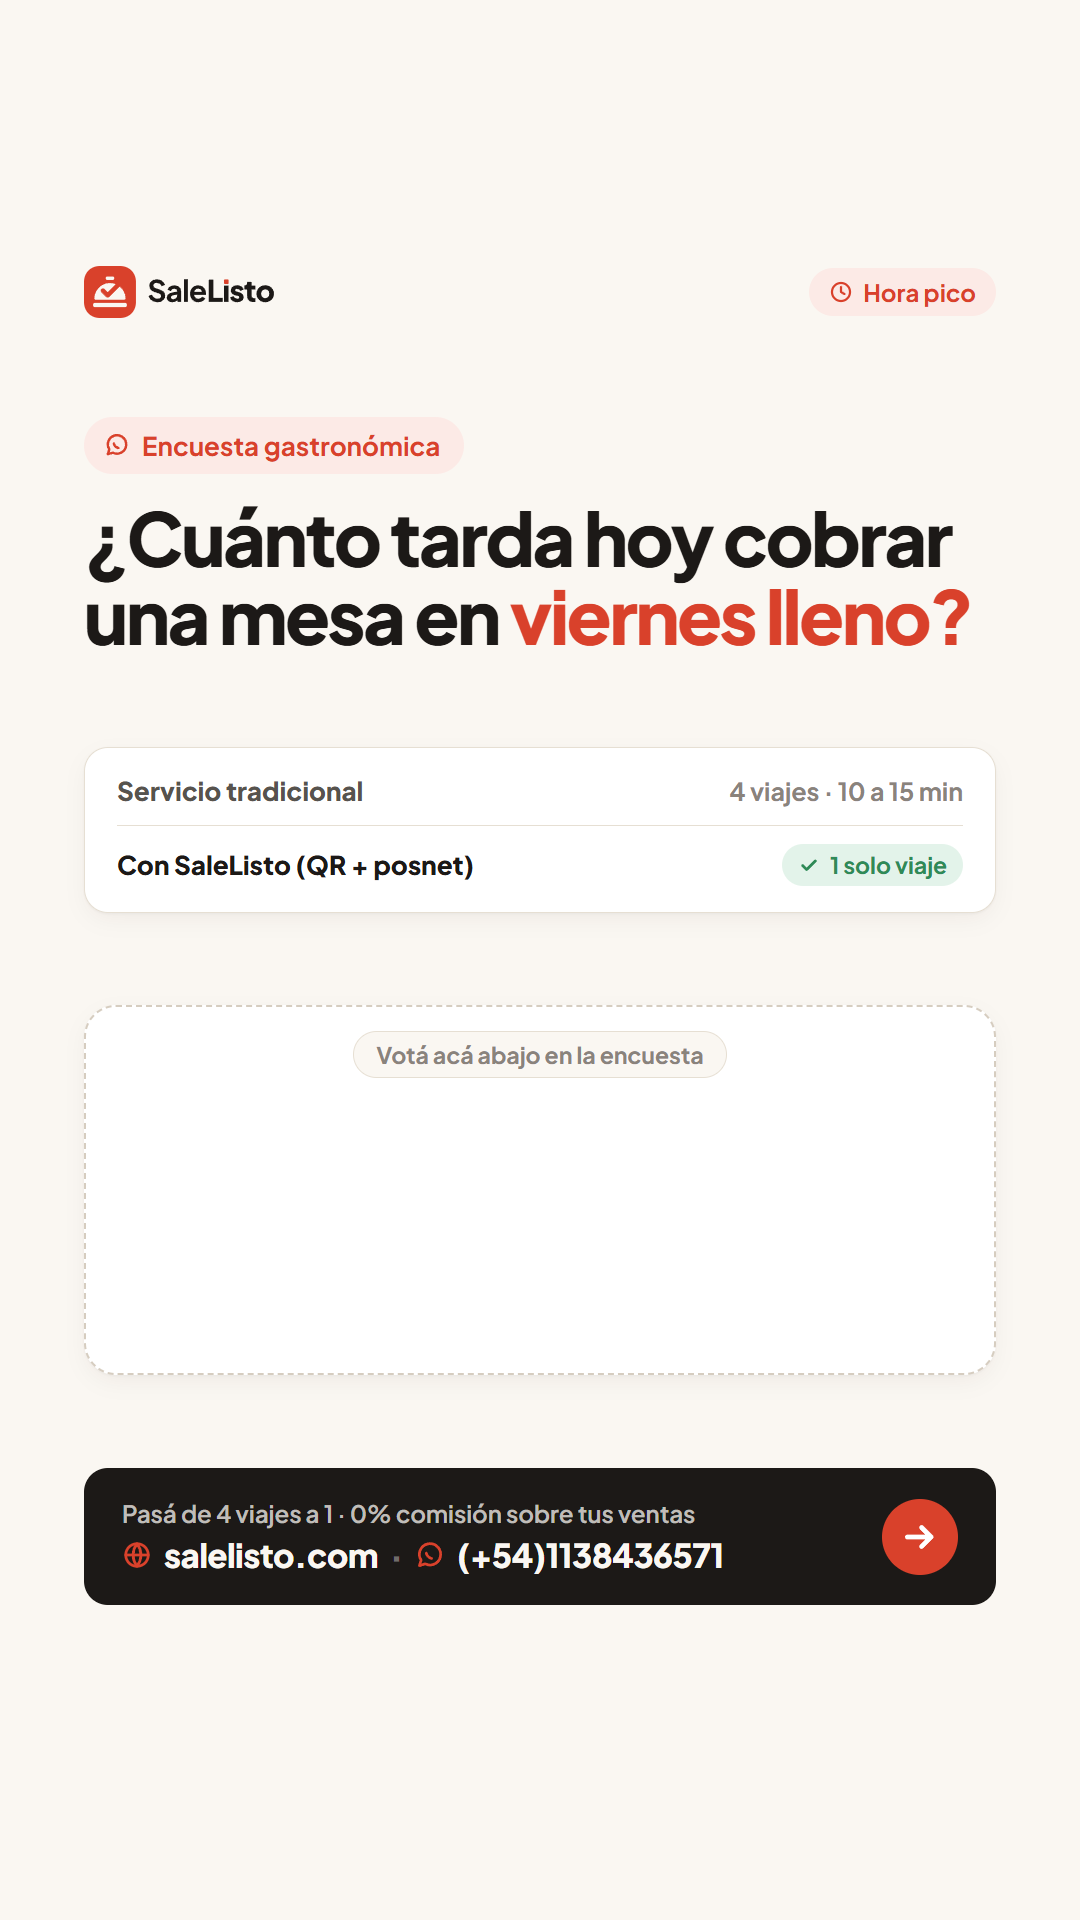 SaleListo
Hora pico
Encuesta gastronómica
¿Cuánto tarda hoy cobrar
una mesa en viernes lleno?
Servicio tradicional
4 viajes · 10 a 15 min
Con SaleListo (QR + posnet)
1 solo viaje
Votá acá abajo en la encuesta
Pasá de 4 viajes a 1 · 0% comisión sobre tus ventas
salelisto.com · (+54)1138436571